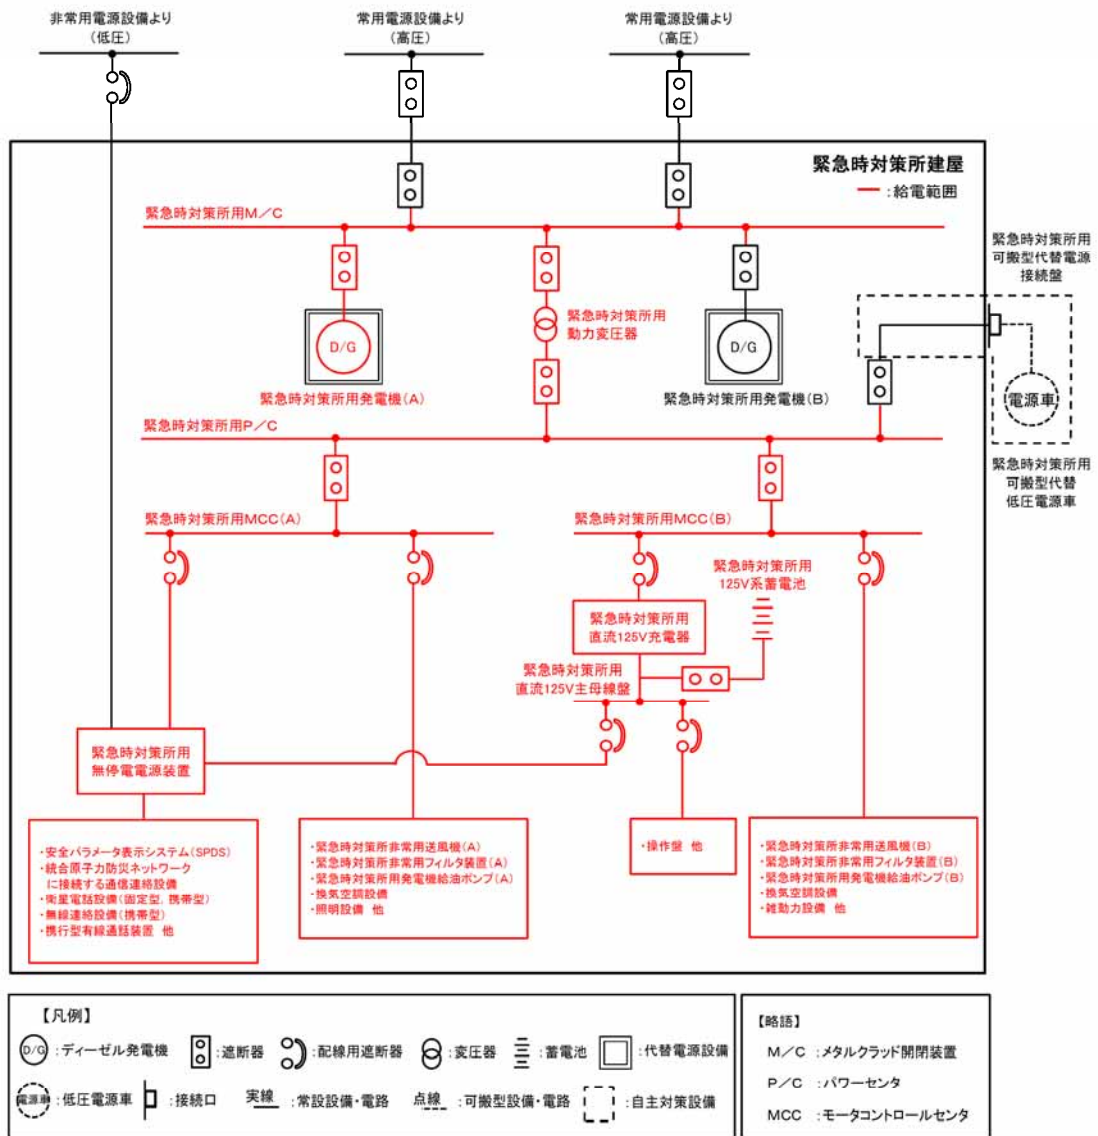 非常用電源設備より
(低圧)
常用電源設備より
(高圧)
常用電源設備より
(高圧)
緊急時対策所建屋
:給電範囲
緊急時対策所用M/C
緊急時対策所用
可搬型代替電源
接続盤
緊急時対策所用
動力変圧器
D/G
D/G
緊急時対策所用発電機(A)
緊急時対策所用発電機(B)
電源車
緊急時対策所用P/C
緊急時対策所用
可搬型代替
低圧電源車
緊急時対策所用MCC(A)
緊急時対策所用MCC(B)
緊急時対策所用
125V系蓄電池
緊急時対策所用
直流125V充電器
緊急時対策所用
直流125V主母線盤
緊急時対策所用
無停電電源装置
・安全パラメータ表示システム(SPDS)
・統合原子力防災ネットワーク
に接続する通信連絡設備
・衛星電話設備(固定型,携帯型)
・無線連絡設備(携帯型)
・携行型有線通話装置 他
・緊急時対策所非常用送風機(A)
・緊急時対策所非常用フィルタ装置(A)
・緊急時対策所用発電機給油ポンプ(A)
・換気空調設備
・照明設備 他
・操作盤 他
・緊急時対策所非常用送風機(B)
・緊急時対策所非常用フィルタ装置(B)
・緊急時対策所用発電機給油ポンプ(B)
・換気空調設備
・雑動力設備 他
【凡例】
D/G :ディーゼル発電機 :遮断器 :配線用遮断器 :変圧器 :蓄電池 :代替電源設備
電源車 :低圧電源車 :接続口 実線 :常設設備・電路 点線 :可搬型設備・電路 :自主対策設備
【略語】
M/C :メタルクラッド開閉装置
P/C :パワーセンタ
MCC :モータコントロールセンタ